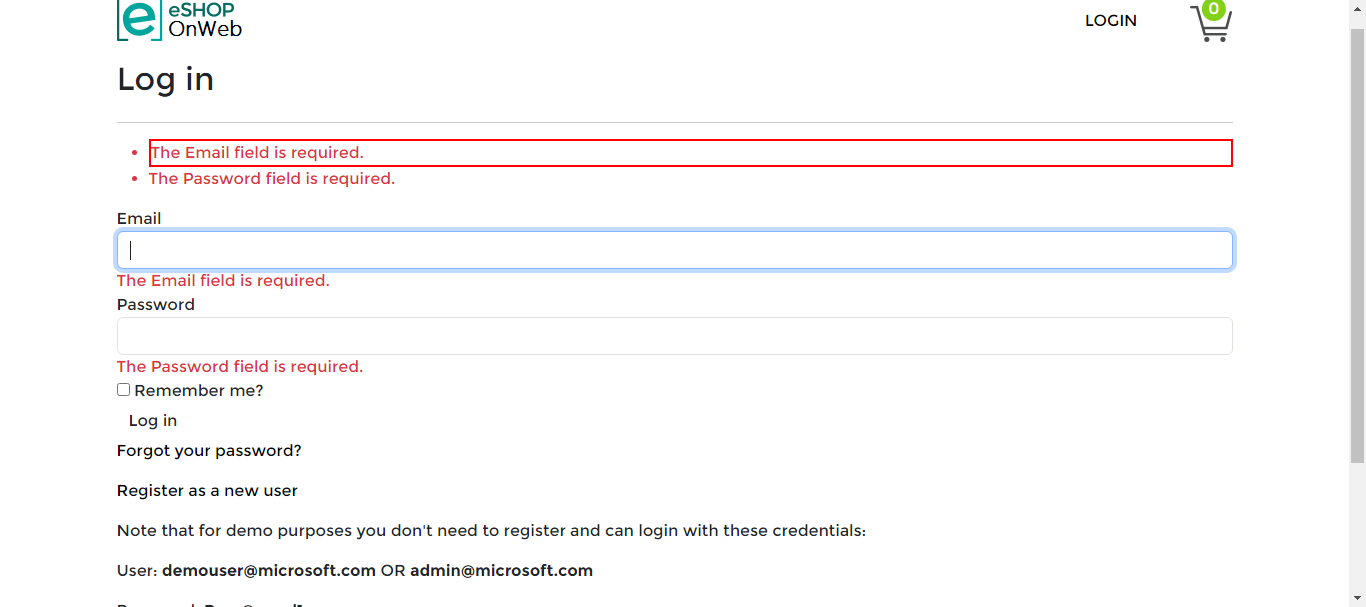 eSHOP
OnWeb
LOGIN
0
Log in
The Email field is required.
The Password field is required.
Email
The Email field is required.
Password
The Password field is required.
Remember me?
Log in
Forgot your password?
Register as a new user
Note that for demo purposes you don't need to register and can login with these credentials:
User: demouser@microsoft.com OR admin@microsoft.com